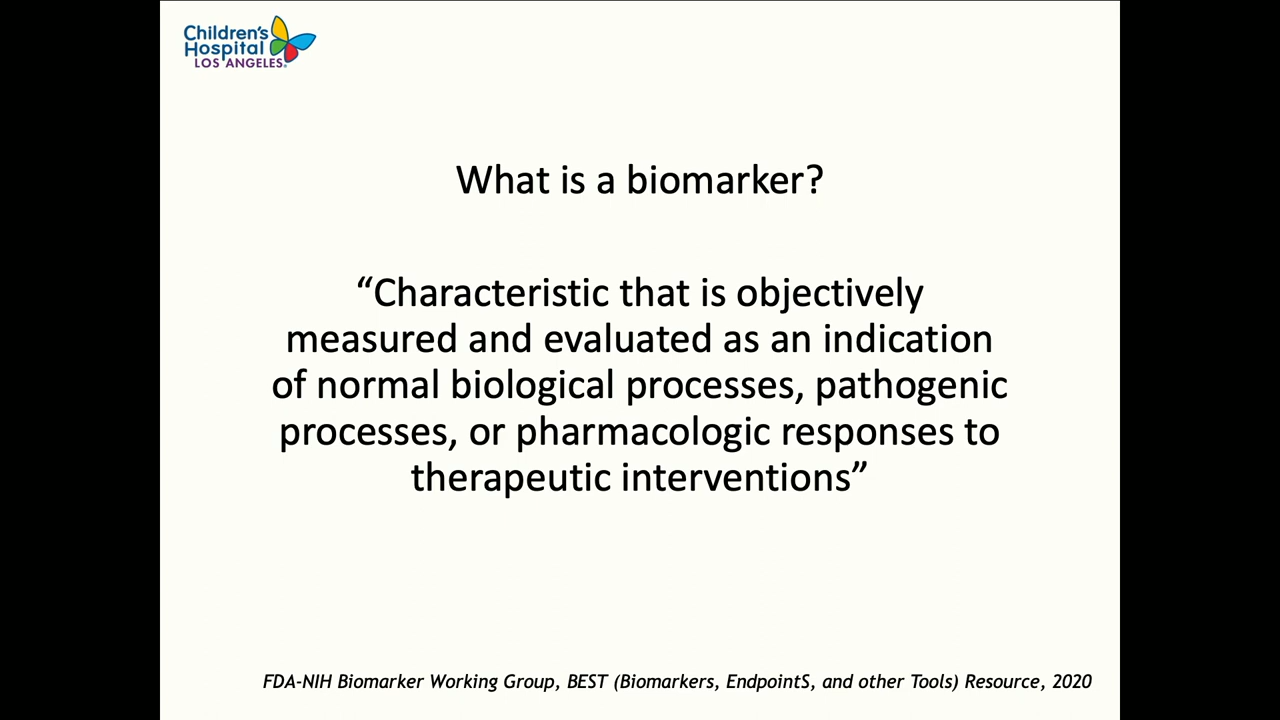 Children's
Hospital
LOS ANGELES®
What is a biomarker?
“Characteristic that is objectively
measured and evaluated as an indication
of normal biological processes, pathogenic
processes, or pharmacologic responses to
therapeutic interventions”
FDA-NIH Biomarker Working Group, BEST (Biomarkers, EndpointS, and other Tools) Resource, 2020